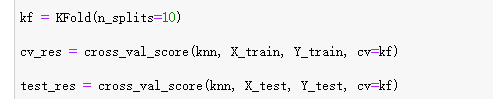 kf = KFold(n_splits=10)
cv_res = cross_val_score(knn, X_train, Y_train, cv=kf)
test_res = cross_val_score(knn, X_test, Y_test, cv=kf)